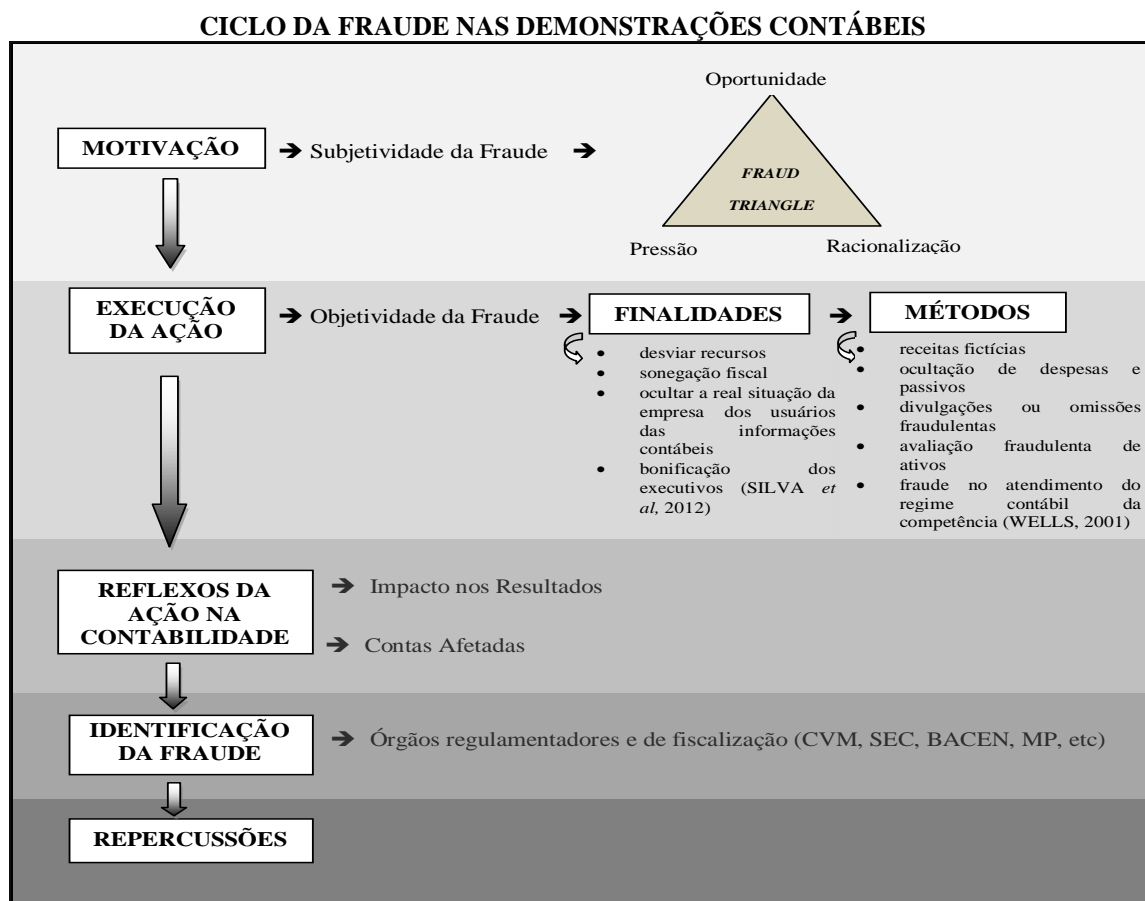 CICLO DA FRAUDE NAS DEMONSTRAÇÕES CONTÁBEIS
Oportunidade
MOTIVAÇÃO
➔ Subjetividade da Fraude ➔
FRAUD
TRIANGLE
Pressão
Racionalização
EXECUÇÃO
DA AÇÃO
➔ Objetividade da Fraude ➔
FINALIDADES
➔
MÉTODOS
• desviar recursos
• sonegação fiscal
• ocultar a real situação da
empresa dos usuários
das informações
contábeis
• bonificação dos
executivos (SILVA et
al, 2012)
• receitas fictícias
• ocultação de despesas e
passivos
• divulgações ou omissões
fraudulentas
• avaliação fraudulenta de
ativos
• fraude no atendimento do
regime contábil da
competência (WELLS, 2001)
REFLEXOS DA
AÇÃO NA
CONTABILIDADE
➔ Impacto nos Resultados
➔ Contas Afetadas
IDENTIFICAÇÃO
DA FRAUDE
➔ Órgãos regulamentadores e de fiscalização (CVM, SEC, BACEN, MP, etc)
REPERCUSSÕES